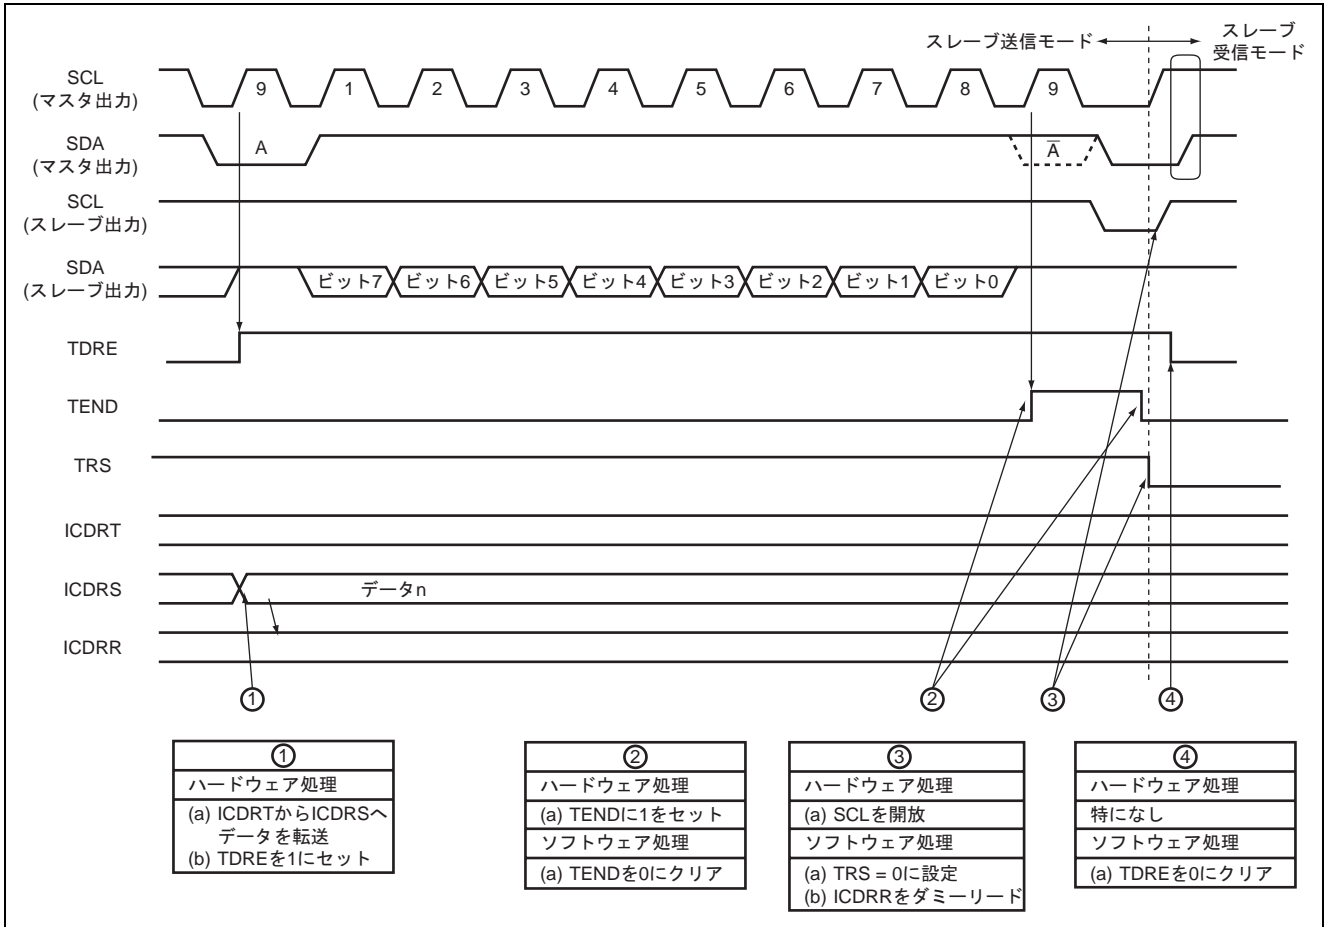 スレーブ送信モード
スレーブ
受信モード
SCL
(マスタ出力)
9 1 2 3 4 5 6 7 8 9
SDA
(マスタ出力)
A
A̅
SCL
(スレーブ出力)
SDA
(スレーブ出力)
ビット7 ビット6 ビット5 ビット4 ビット3 ビット2 ビット1 ビット0
TDRE
TEND
TRS
ICDRT
ICDRS
データn
ICDRR
① ② ③ ④
①
ハードウェア処理
(a) ICDRTからICDRSへ
データを転送
(b) TDREを1にセット
②
ハードウェア処理
(a) TENDに1をセット
ソフトウェア処理
(a) TENDを0にクリア
③
ハードウェア処理
(a) SCLを開放
ソフトウェア処理
(a) TRS = 0に設定
(b) ICDRRをダミーリード
④
ハードウェア処理
特になし
ソフトウェア処理
(a) TDREを0にクリア